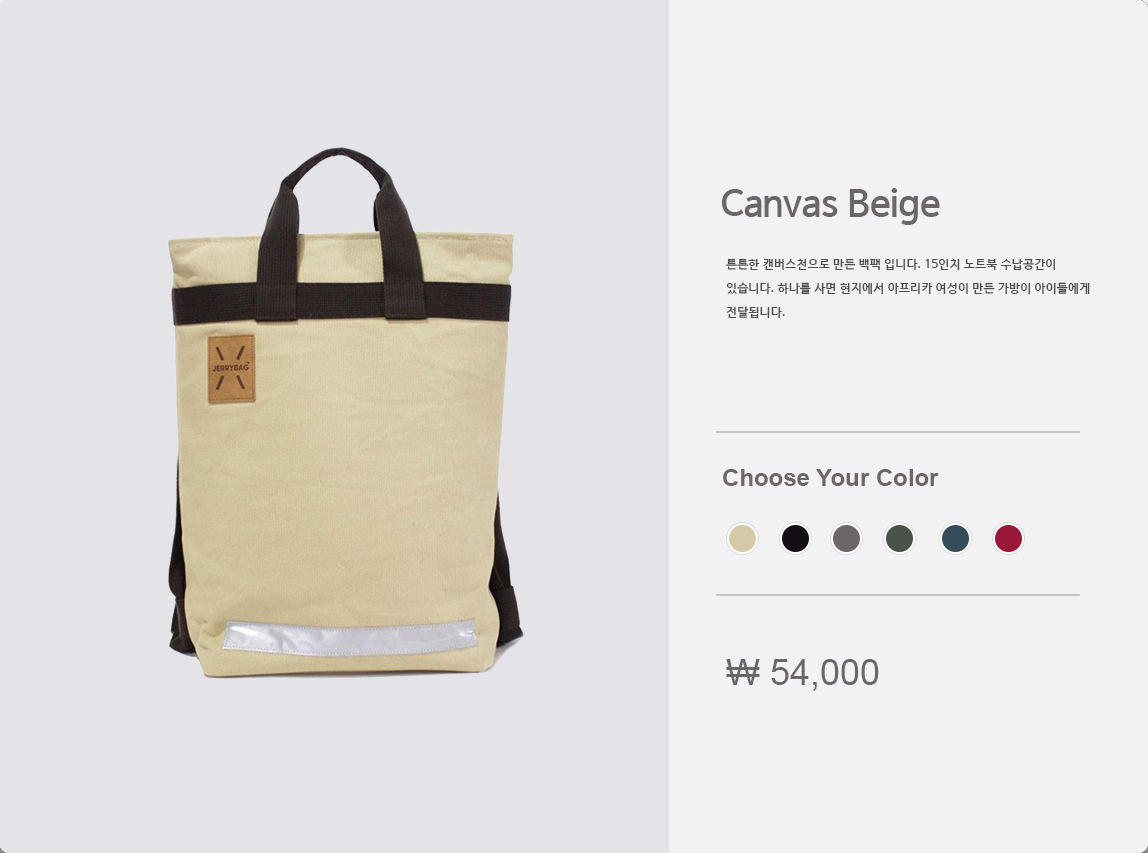 JERRYBAG
Canvas Beige
튼튼한 캔버스천으로 만든 백팩 입니다. 15인치 노트북 수납공간이
있습니다. 하나를 사면 현지에서 아프리카 여성이 만든 가방이 아이들에게
전달됩니다.
Choose Your Color
₩ 54,000